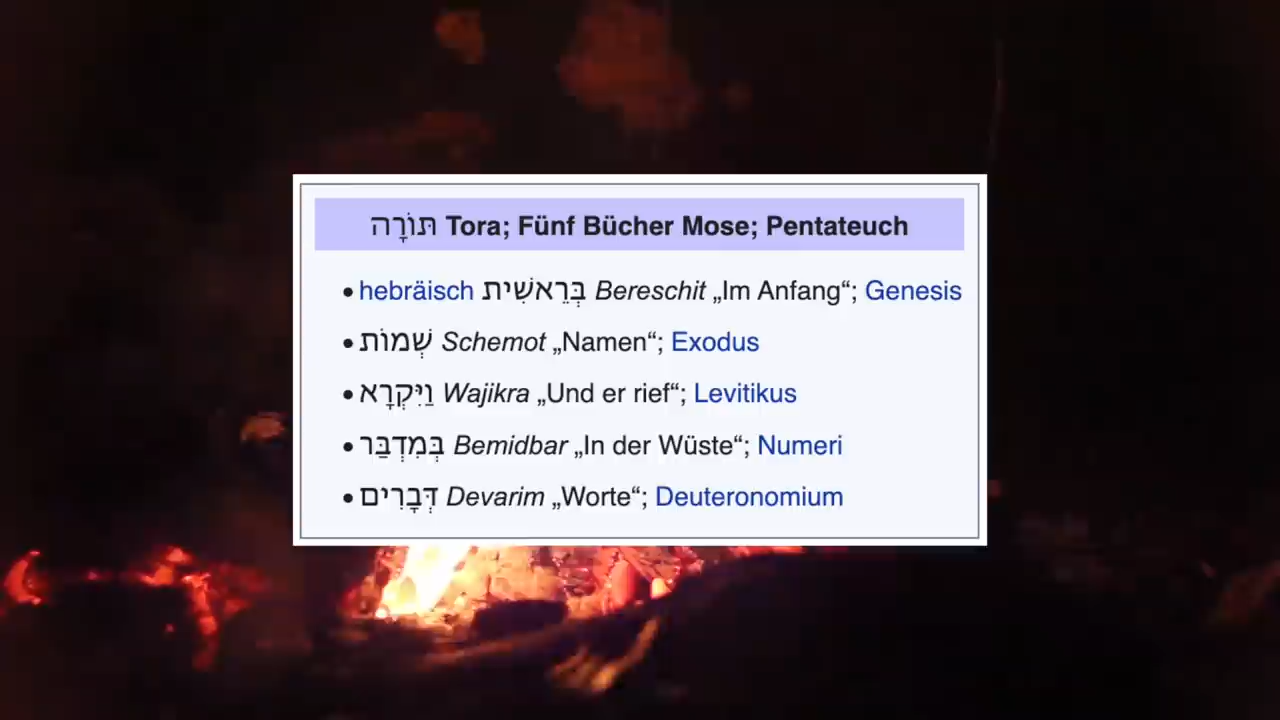 תּוֹרָה Tora; Fünf Bücher Mose; Pentateuch
• hebräisch בְּרֵאשִׁית Bereschit „Im Anfang“; Genesis
• שְׁמוֹת Schemot „Namen“; Exodus
• וַיִּקְרָא Wajikra „Und er rief“; Levitikus
• בְּמִדְבַּר Bemidbar „In der Wüste“; Numeri
• דְּבָרִים Devarim „Worte“; Deuteronomium